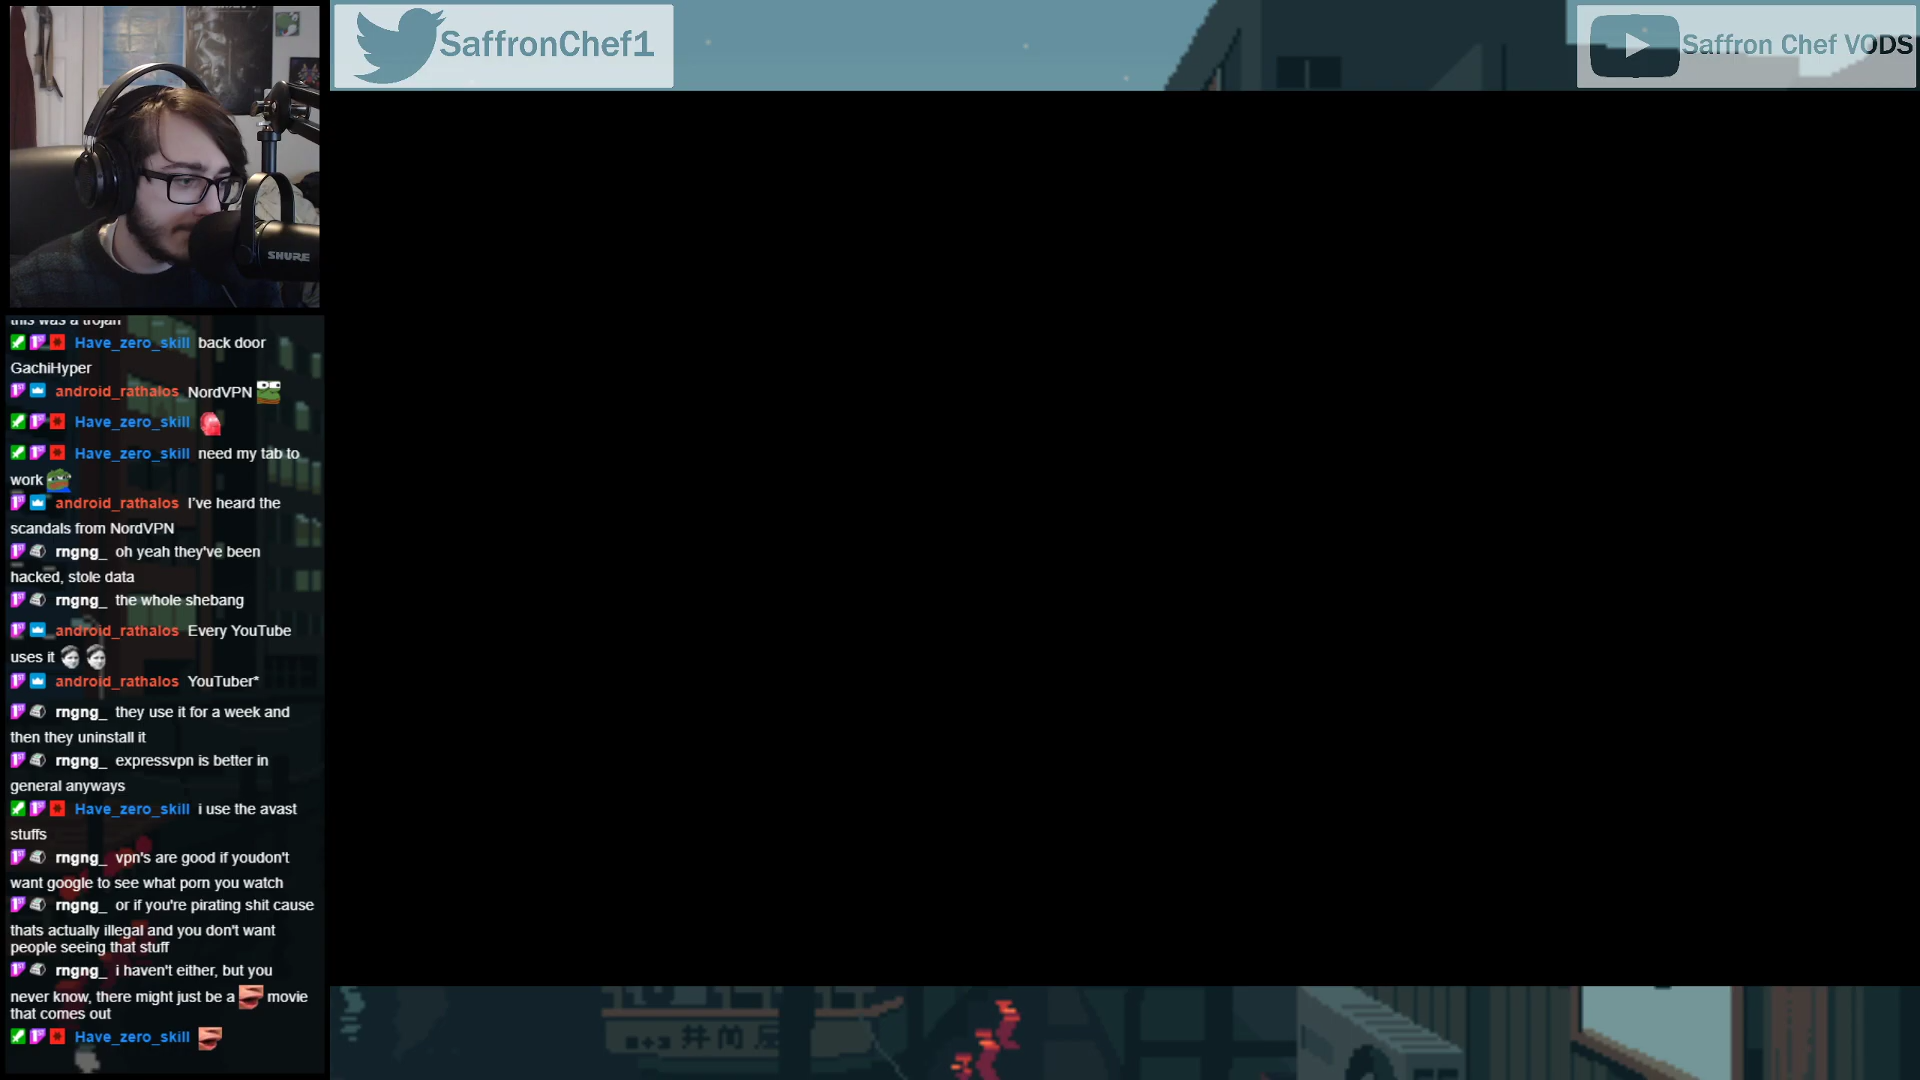 SaffronChef1
Saffron Chef VODS
SHURE
this was a trojan
Have_zero_skill back door
GachiHyper
android_rathalos NordVPN
Have_zero_skill
Have_zero_skill need my tab to
work
android_rathalos I've heard the
scandals from NordVPN
rngng_ oh yeah they've been
hacked, stole data
rngng_ the whole shebang
android_rathalos Every YouTube
uses it
android_rathalos YouTuber*
rngng_ they use it for a week and
then they uninstall it
rngng_ expressvpn is better in
general anyways
Have_zero_skill i use the avast
stuffs
rngng_ vpn's are good if youdon't
want google to see what porn you watch
rngng_ or if you're pirating shit cause
thats actually illegal and you don't want
people seeing that stuff
rngng_ i haven't either, but you
never know, there might just be a movie
that comes out
Have_zero_skill